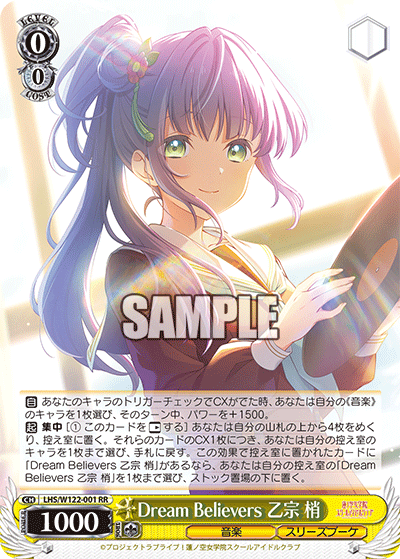 LEVEL
0
0
COST
SAMPLE
自 あなたのキャラのトリガーチェックでCXがでた時、あなたは自分の《音楽》
のキャラを1枚選び、そのターン中、パワーを＋1500。
起 集中 [① このカードを する] あなたは自分の山札の上から4枚をめく
り、控え室に置く。それらのカードのCX1枚につき、あなたは自分の控え室
のキャラを1枚まで選び、手札に戻す。この効果で控え室に置かれたカードに
「Dream Believers 乙宗 梢」があるなら、あなたは自分の控え室の「Dream
Believers 乙宗 梢」を1枚まで選び、ストック置場の下に置く。
CH LHS/W122-001 RR
Dream Believers 乙宗 梢
POWER
1000
音楽
スリーズブーケ
©プロジェクトラブライブ！蓮ノ空女学院スクールアイドルクラブ